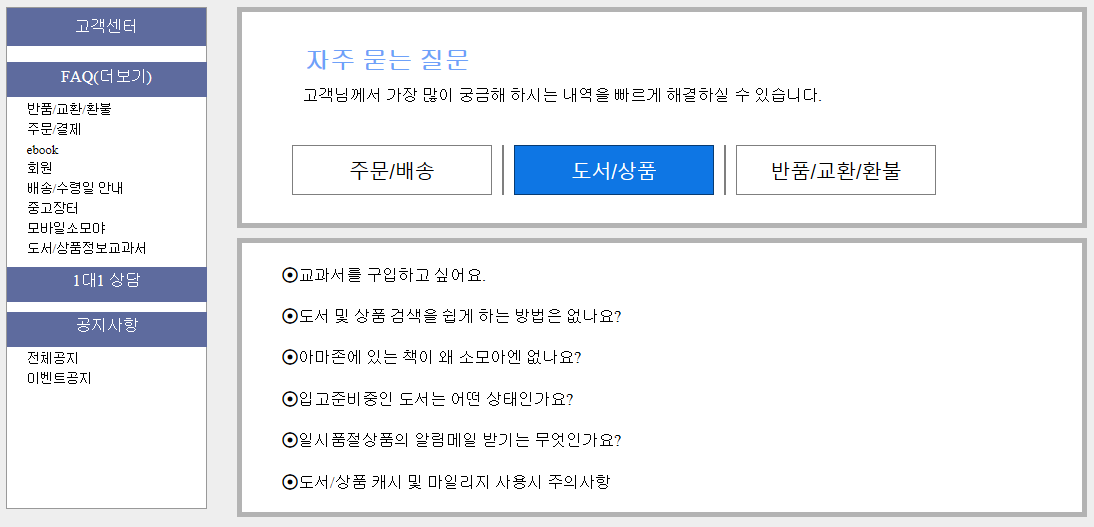 고객센터
FAQ(더보기)
반품/교환/환불
주문/결제
ebook
회원
배송/수령일 안내
중고장터
모바일소모야
도서/상품정보교과서
1대1 상담
공지사항
전체공지
이벤트공지
자주 묻는 질문
고객님께서 가장 많이 궁금해 하시는 내역을 빠르게 해결하실 수 있습니다.
주문/배송
도서/상품
반품/교환/환불
⊙교과서를 구입하고 싶어요.
⊙도서 및 상품 검색을 쉽게 하는 방법은 없나요?
⊙아마존에 있는 책이 왜 소모아엔 없나요?
⊙입고준비중인 도서는 어떤 상태인가요?
⊙일시품절상품의 알림메일 받기는 무엇인가요?
⊙도서/상품 캐시 및 마일리지 사용시 주의사항